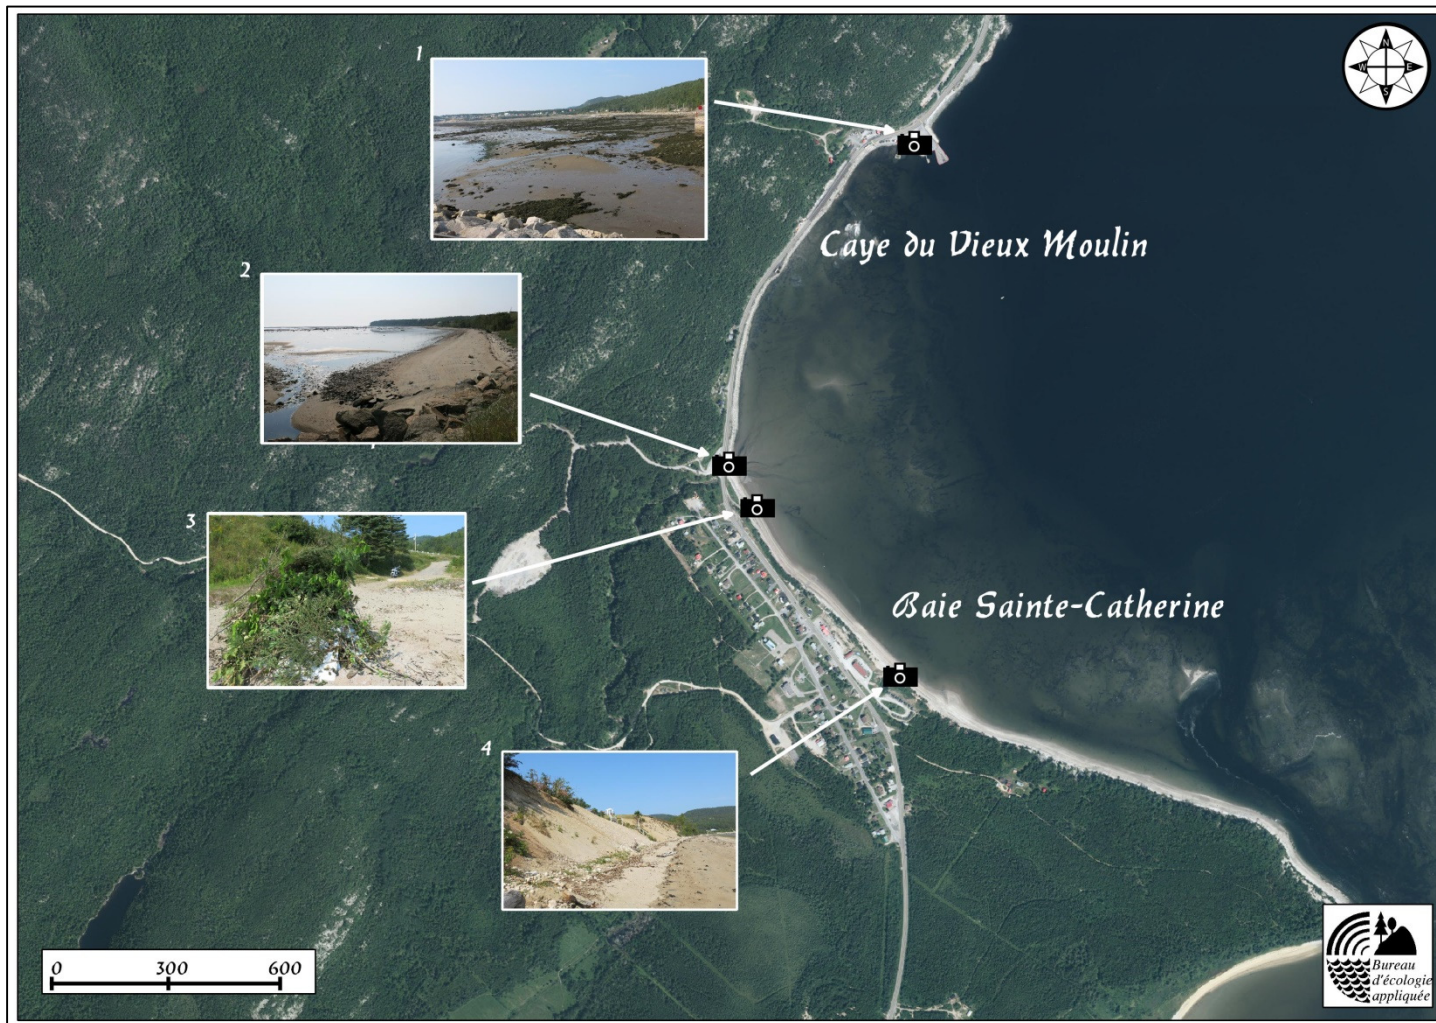 1
N
W E
S
Caye du Vieux Moulin
2
3
Baie Sainte-Catherine
4
0 300 600
Bureau
d'écologie
appliquée